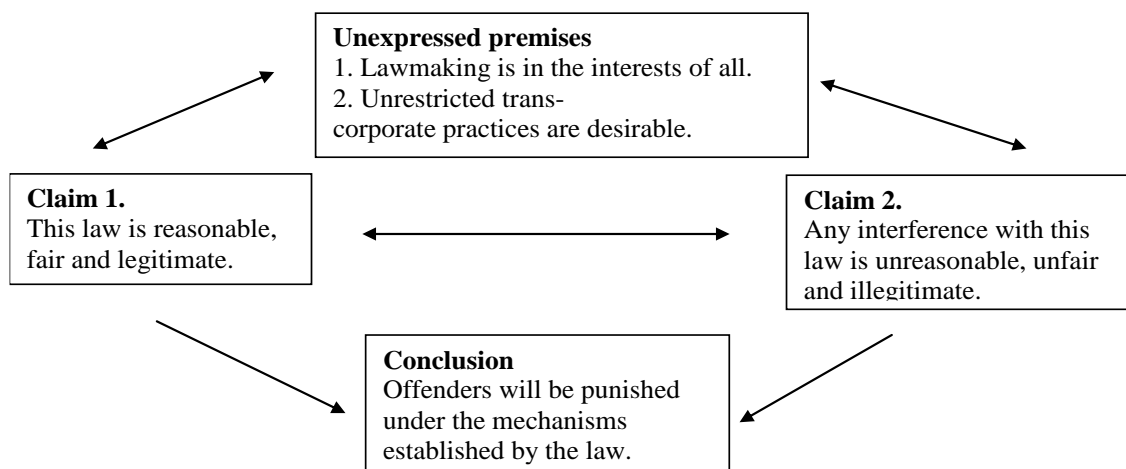 Unexpressed premises
1. Lawmaking is in the interests of all.
2. Unrestricted trans-
corporate practices are desirable.
Claim 1.
This law is reasonable,
fair and legitimate.
Claim 2.
Any interference with this
law is unreasonable, unfair
and illegitimate.
Conclusion
Offenders will be punished
under the mechanisms
established by the law.